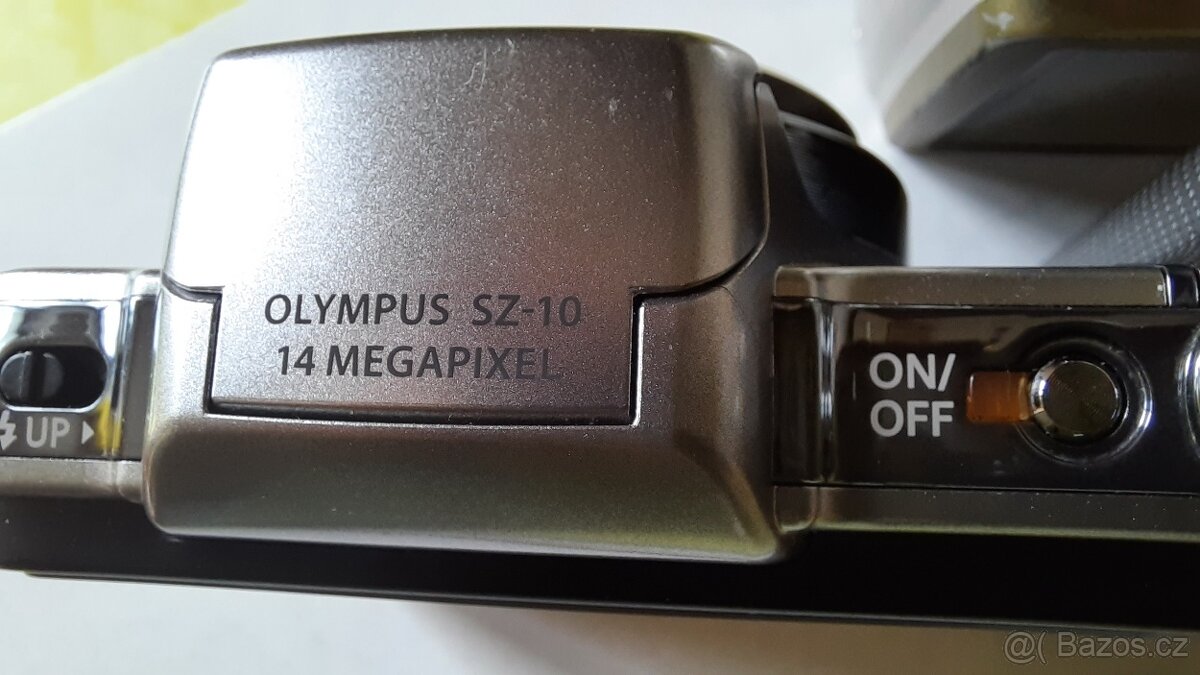 OLYMPUS SZ-10
14 MEGAPIXEL
UP
ON/
OFF
@( Bazos.cz